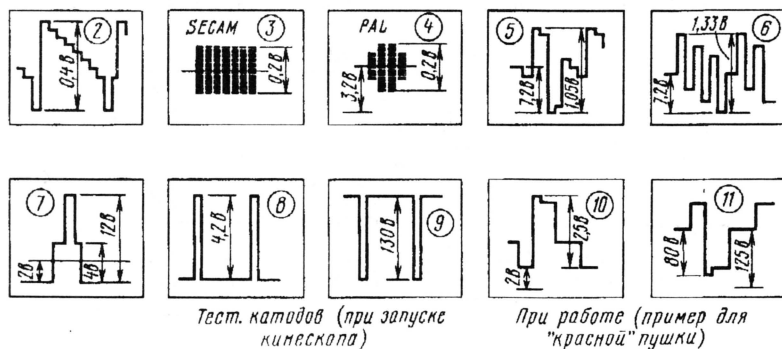 2
0,4В
SECAM
3
0,2В
PAL
4
3,2В
0,2В
5
7,2В
1,05В
1,33В
6
7,2В
7
2В
4В
12В
8
4,2В
9
130В
10
2В
2,5В
11
80В
125В
Тест. катодов (при запуске
кинескопа)
При работе (пример для
"красной" пушки)